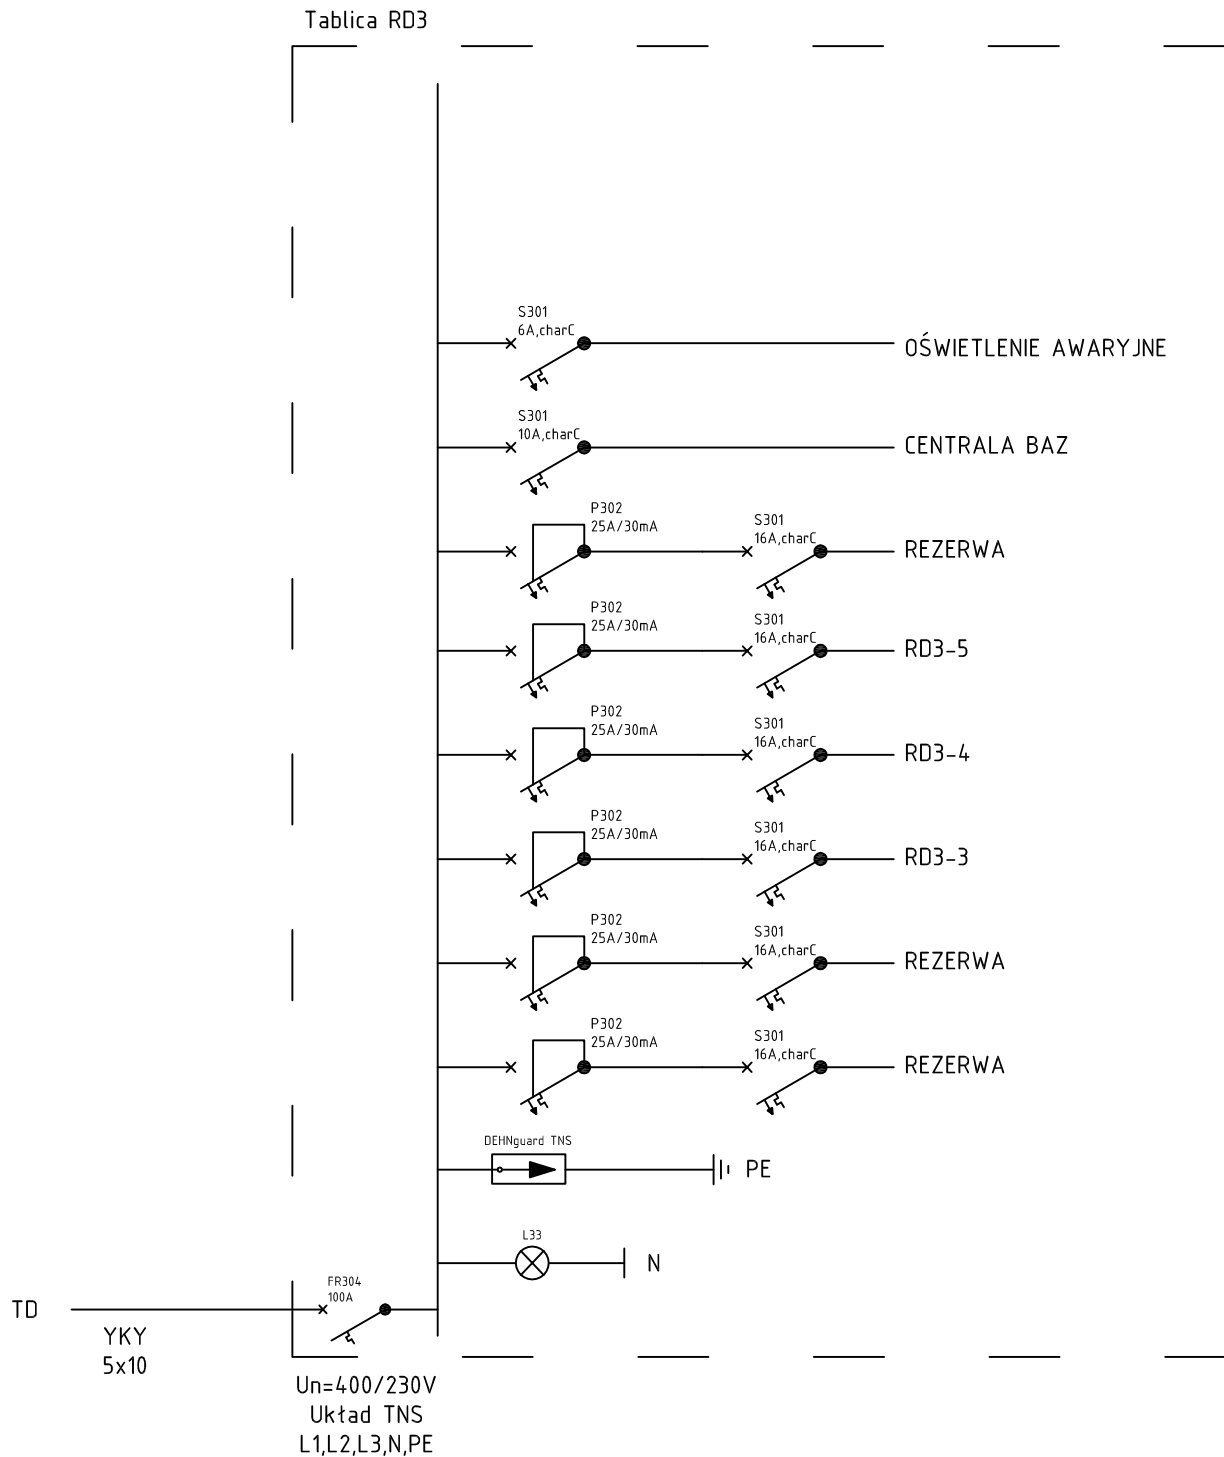 Tablica RD3
S301
6A,charC
OŚWIETLENIE AWARYJNE
S301
10A,charC
CENTRALA BAZ
P302
25A/30mA
S301
16A,charC
REZERWA
P302
25A/30mA
S301
16A,charC
RD3-5
P302
25A/30mA
S301
16A,charC
RD3-4
P302
25A/30mA
S301
16A,charC
RD3-3
P302
25A/30mA
S301
16A,charC
REZERWA
P302
25A/30mA
S301
16A,charC
REZERWA
DEHNguard TNS
PE
L33
N
FR304
100A
TD
YKY
5x10
Un=400/230V
Układ TNS
L1,L2,L3,N,PE